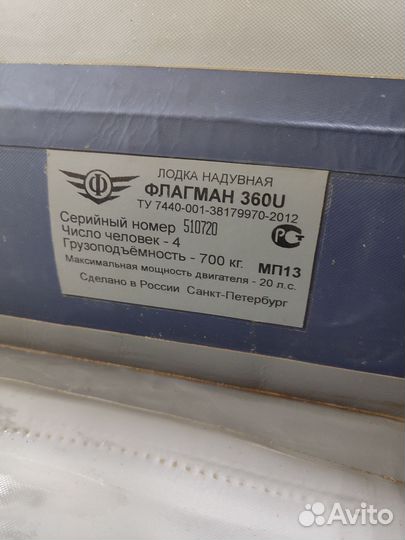 ЛОДКА НАДУВНАЯ
ФЛАГМАН 360U
ТУ 7440-001-38179970-2012
Серийный номер 510720
Число человек - 4
Грузоподъёмность - 700 кг. МП13
Максимальная мощность двигателя - 20 л.с.
Сделано в России Санкт-Петербург
Ф
РСТ
Avito